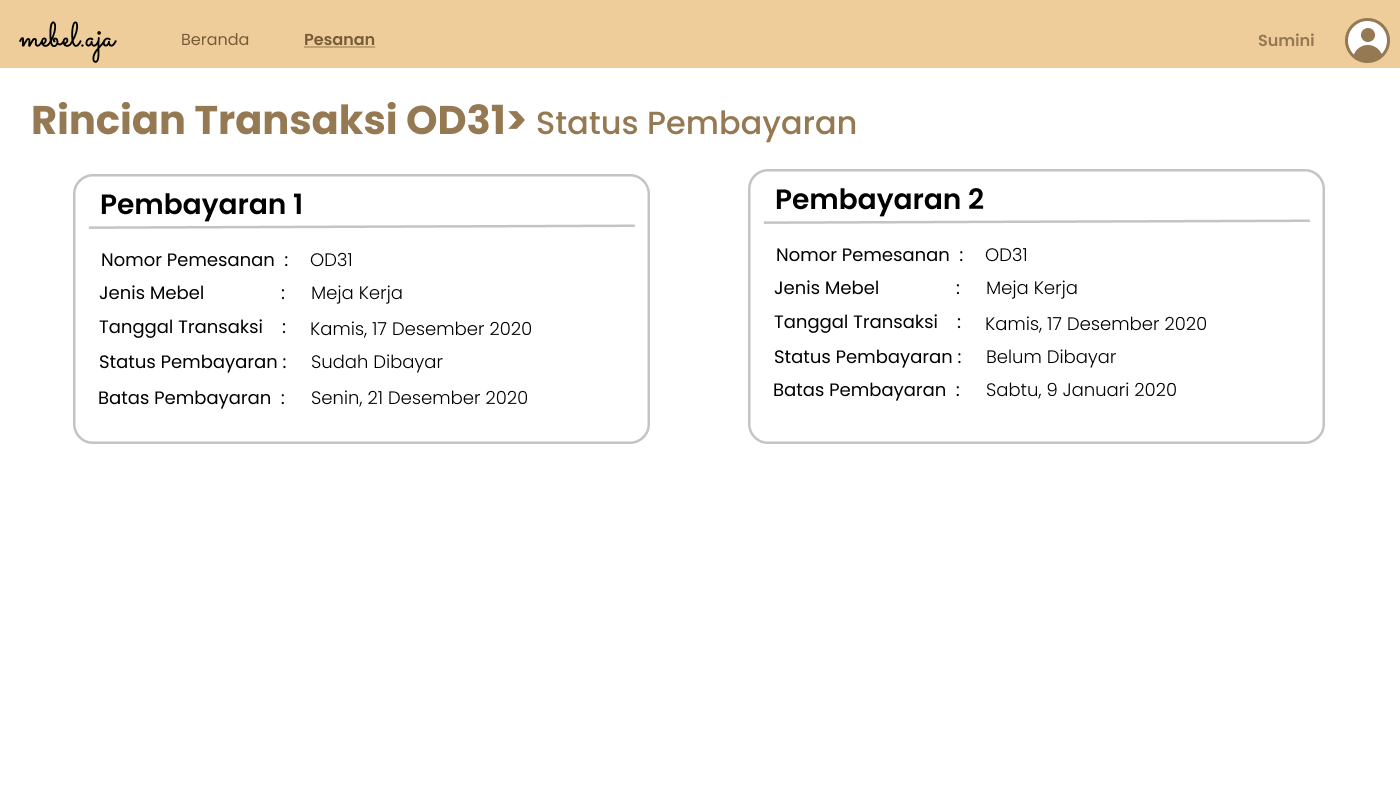 mebel.aja Beranda Pesanan Sumini
Rincian Transaksi OD31> Status Pembayaran
Pembayaran 1
Nomor Pemesanan : OD31
Jenis Mebel : Meja Kerja
Tanggal Transaksi : Kamis, 17 Desember 2020
Status Pembayaran : Sudah Dibayar
Batas Pembayaran : Senin, 21 Desember 2020
Pembayaran 2
Nomor Pemesanan : OD31
Jenis Mebel : Meja Kerja
Tanggal Transaksi : Kamis, 17 Desember 2020
Status Pembayaran : Belum Dibayar
Batas Pembayaran : Sabtu, 9 Januari 2020